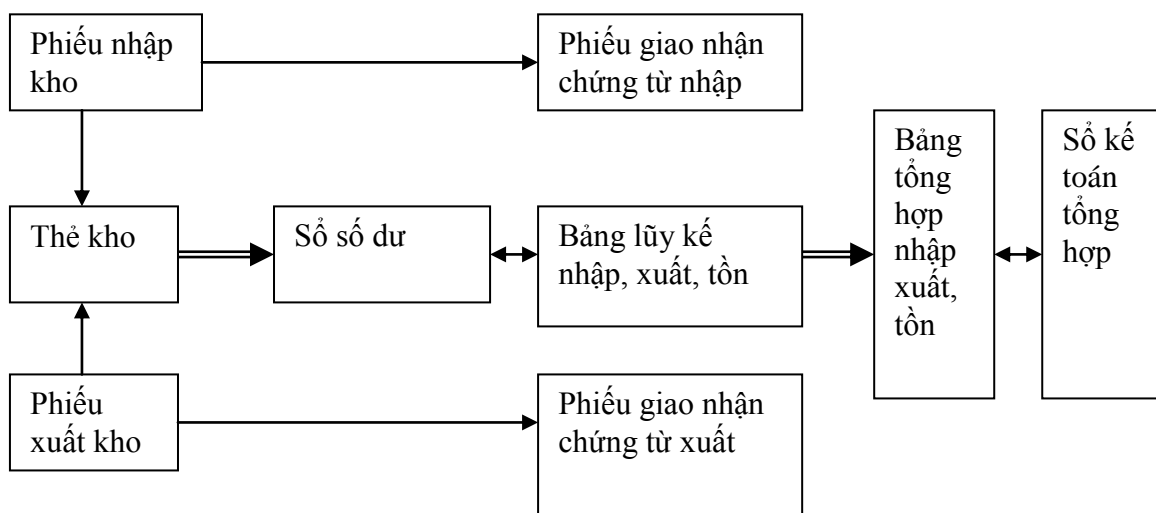 Phiếu nhập
kho
Phiếu giao nhận
chứng từ nhập
Bảng
tổng
hợp
nhập
xuất,
tồn
Sổ kế
toán
tổng
hợp
Thẻ kho
Sổ số dư
Bảng lũy kế
nhập, xuất, tồn
Phiếu
xuất kho
Phiếu giao nhận
chứng từ xuất